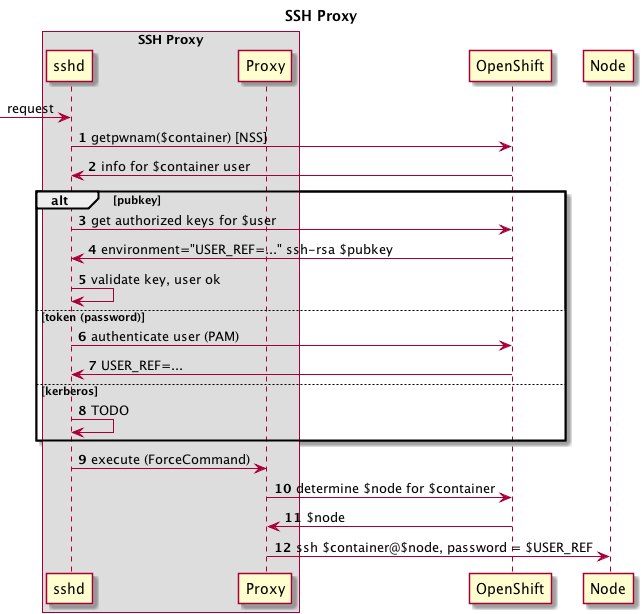 SSH Proxy
SSH Proxy
sshd
Proxy
OpenShift
Node
request
1 getpwnam($container) [NSS]
2 info for $container user
alt [pubkey]
3 get authorized keys for $user
4 environment="USER_REF=..." ssh-rsa $pubkey
5 validate key, user ok
[token (password)]
6 authenticate user (PAM)
7 USER_REF=...
[kerberos]
8 TODO
9 execute (ForceCommand)
10 determine $node for $container
11 $node
12 ssh $container@$node, password = $USER_REF
sshd
Proxy
OpenShift
Node